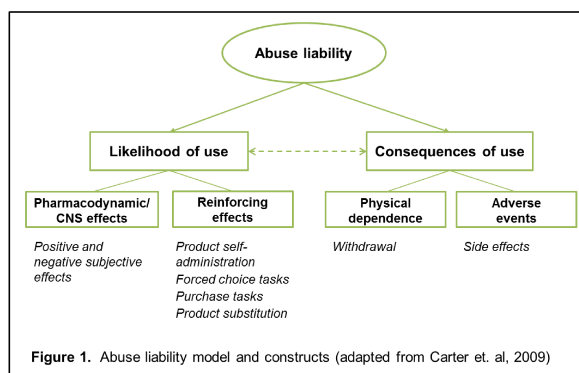 Abuse liability
Likelihood of use
Consequences of use
Pharmacodynamic/
CNS effects
Reinforcing
effects
Physical
dependence
Adverse
events
Positive and
negative subjective
effects
Product self-
administration
Forced choice tasks
Purchase tasks
Product substitution
Withdrawal
Side effects
Figure 1. Abuse liability model and constructs (adapted from Carter et. al, 2009)